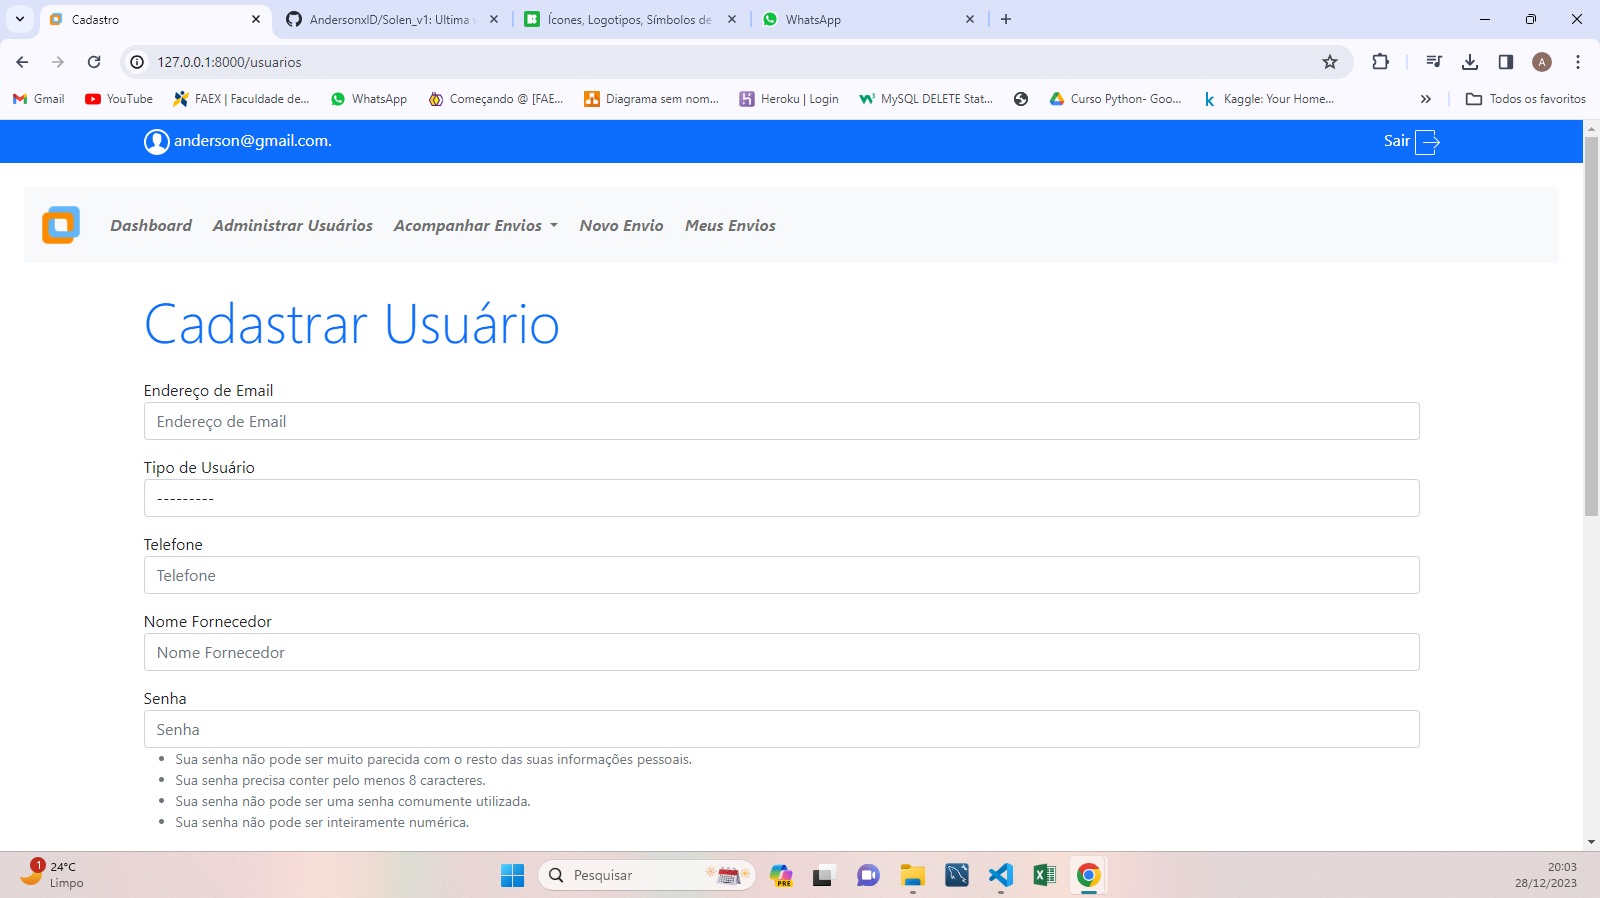 Cadastro
AndersonxlD/Solen_v1: Ultima v
Ícones, Logotipos, Símbolos de
WhatsApp
127.0.0.1:8000/usuarios
A
Gmail
YouTube
FAEX | Faculdade de...
WhatsApp
Começando @ [FAE...
Diagrama sem nom...
Heroku | Login
MySQL DELETE Stat...
Curso Python- Goo...
Kaggle: Your Home...
Todos os favoritos
anderson@gmail.com.
Sair
Dashboard
Administrar Usuários
Acompanhar Envios
Novo Envio
Meus Envios
Cadastrar Usuário
Endereço de Email
Endereço de Email
Tipo de Usuário
---------
Telefone
Telefone
Nome Fornecedor
Nome Fornecedor
Senha
Senha
Sua senha não pode ser muito parecida com o resto das suas informações pessoais.
Sua senha precisa conter pelo menos 8 caracteres.
Sua senha não pode ser uma senha comumente utilizada.
Sua senha não pode ser inteiramente numérica.
1
24°C
Limpo
Pesquisar
PRE
20:03
28/12/2023